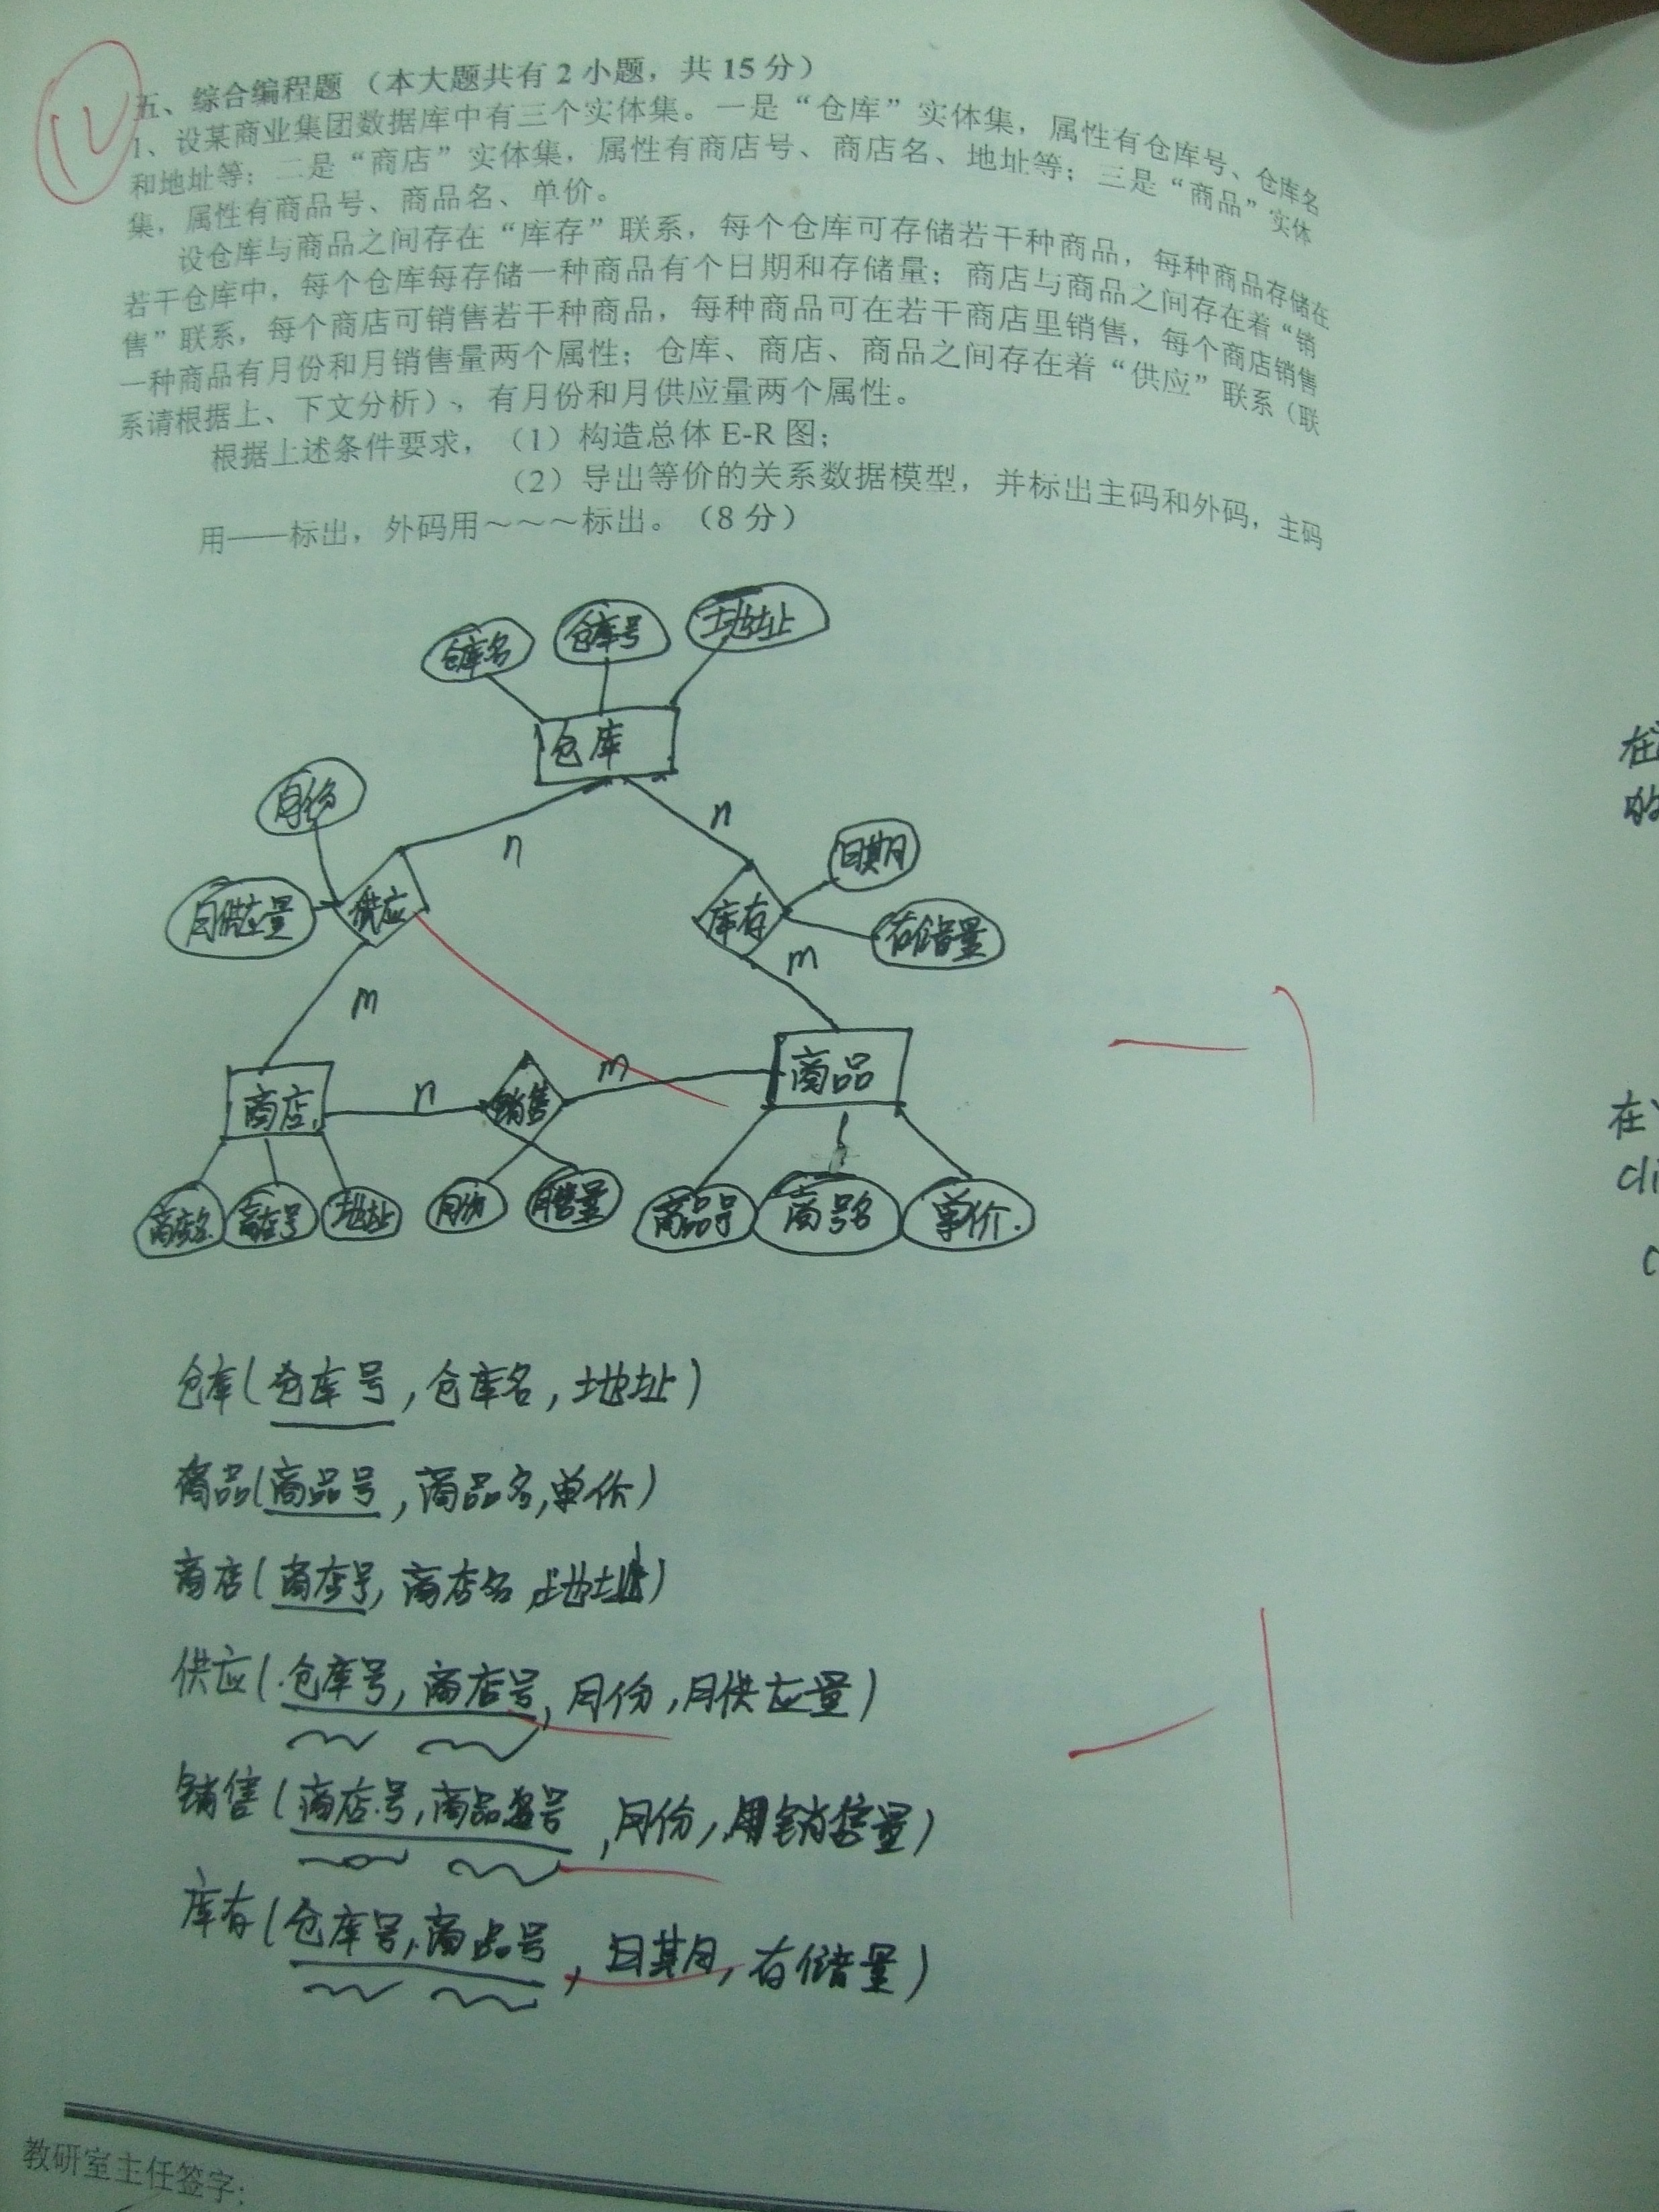 12
五、综合编程题（本大题共有2小题，共15分）
1、设某商业集团数据库中有三个实体集。一是“仓库”实体集，属性有仓库号、仓库名
和地址等；二是“商店”实体集，属性有商店号、商店名、地址等；三是“商品”实体
集，属性有商品号、商品名、单价。
设仓库与商品之间存在“库存”联系，每个仓库可存储若干种商品，每种商品存储在
若干仓库中，每个仓库每存储一种商品有个日期和存储量；商店与商品之间存在着“销
售”联系，每个商店可销售若干种商品，每种商品可在若干商店里销售，每个商店销售
一种商品有月份和月销售量两个属性；仓库、商店、商品之间存在着“供应”联系（联
系请根据上、下文分析）、有月份和月供应量两个属性。
根据上述条件要求，（1）构造总体E-R图；
（2）导出等价的关系数据模型，并标出主码和外码，主码
用——标出，外码用～～～标出。（8分）
仓库名 仓库号 地址
仓库
月份 n n 日期
月供应量 供应 库存 存储量
m m
商店 n 销售 m 商品
商店名 商店号 地址 月份 月售量 商品号 商号名 单价.
仓库(仓库号,仓库名,地址)
商品(商品号,商品名,单价)
商店(商店号,商店名,地址)
供应(仓库号,商店号,月份,月供应量)
销售(商店号,商品号,月份,月销售量)
库存(仓库号,商品号,日期,存储量)
-1
-1
教研室主任签字:
在
的
在
cli